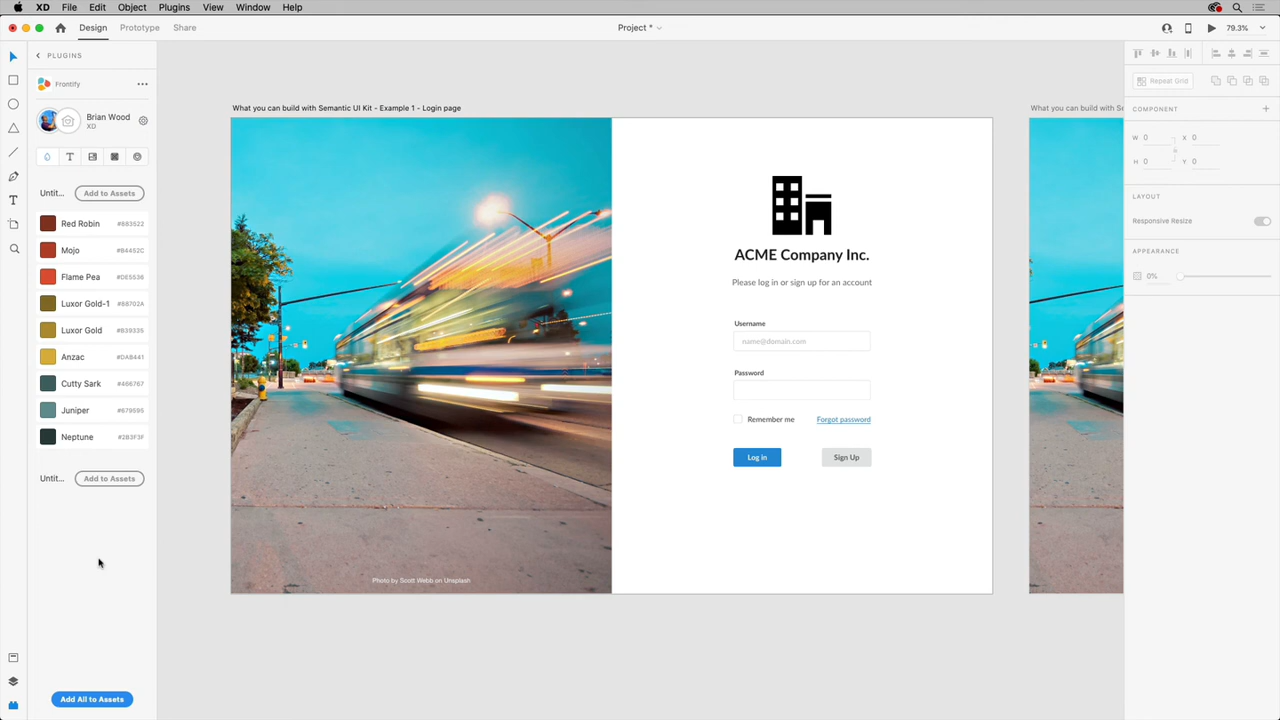 XD File Edit Object Plugins View Window Help
Design Prototype Share Project * 79.3%
PLUGINS
Frontify
Brian Wood
XD
Untit... Add to Assets
Red Robin #883522
Mojo #B4452C
Flame Pea #DE5536
Luxor Gold-1 #88702A
Luxor Gold #B39335
Anzac #DAB441
Cutty Sark #466767
Juniper #679595
Neptune #2B3F3F
Untit... Add to Assets
Add All to Assets
What you can build with Semantic UI Kit - Example 1 - Login page
ACME Company Inc.
Please log in or sign up for an account
Username
name@domain.com
Password
Remember me Forgot password
Log in Sign Up
Photo by Scott Webb on Unsplash
What you can build with Se
Repeat Grid
COMPONENT
W 0 X 0
H 0 Y 0
LAYOUT
Responsive Resize
APPEARANCE
0%